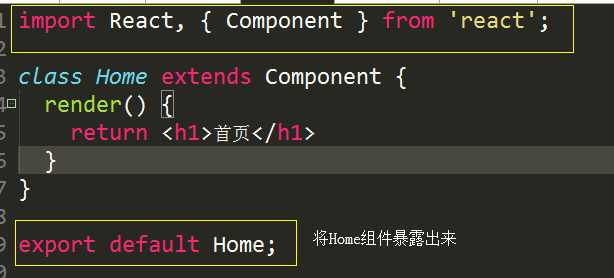 1 import React, { Component } from 'react';
2
3 class Home extends Component {
4 render() {
5 return <h1>首页</h1>
6 }
7 }
8
9 export default Home; 将Home组件暴露出来
0